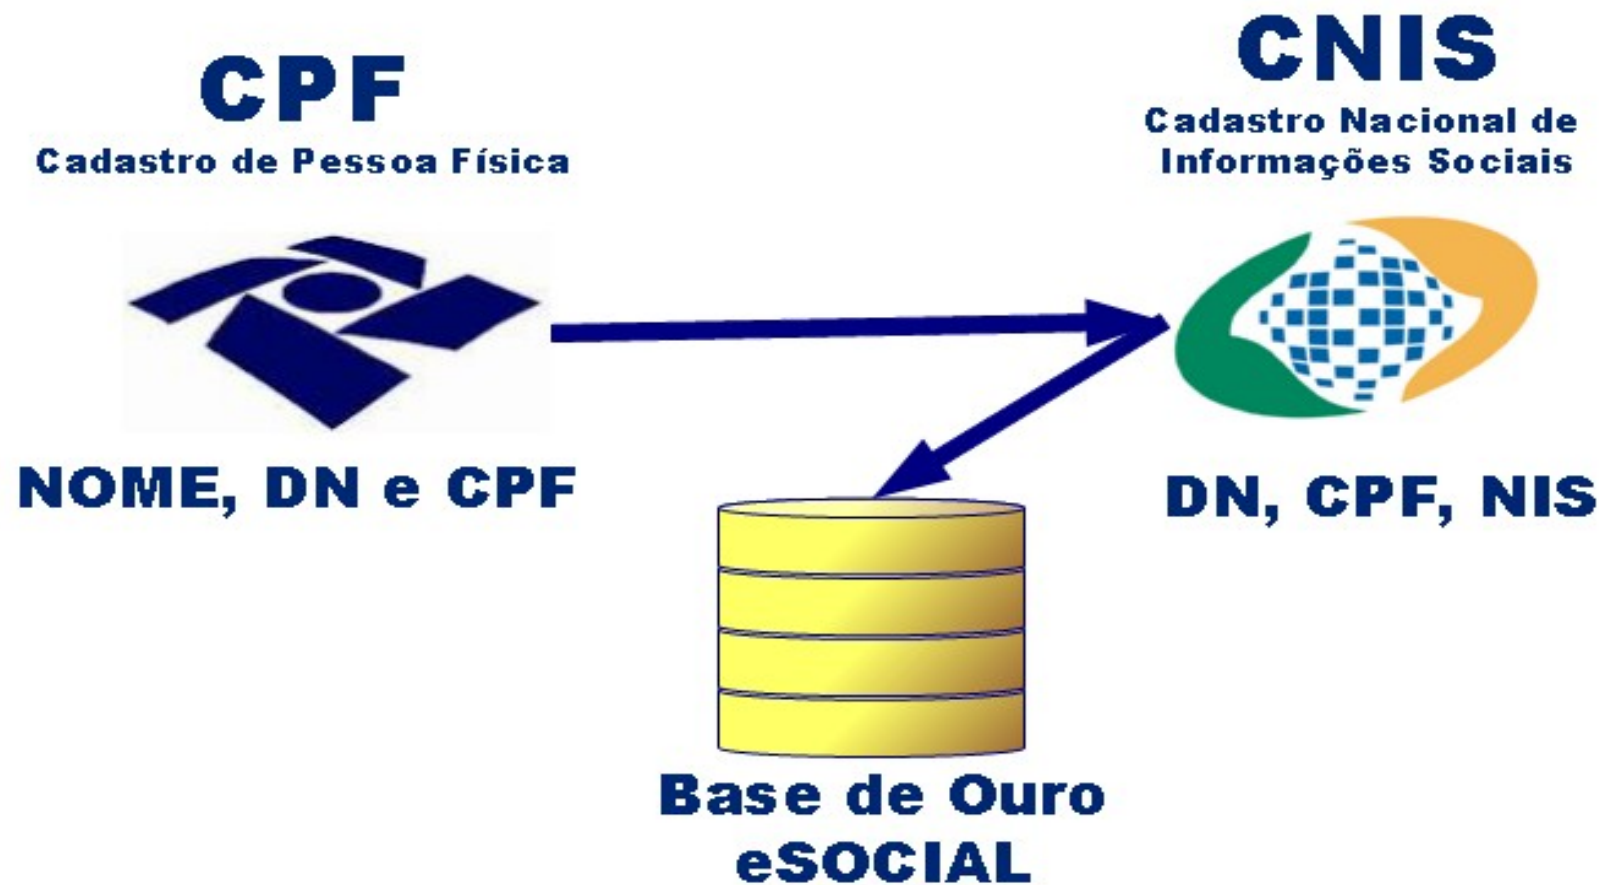 CPF
Cadastro de Pessoa Física
NOME, DN e CPF
CNIS
Cadastro Nacional de
Informações Sociais
DN, CPF, NIS
Base de Ouro
eSOCIAL